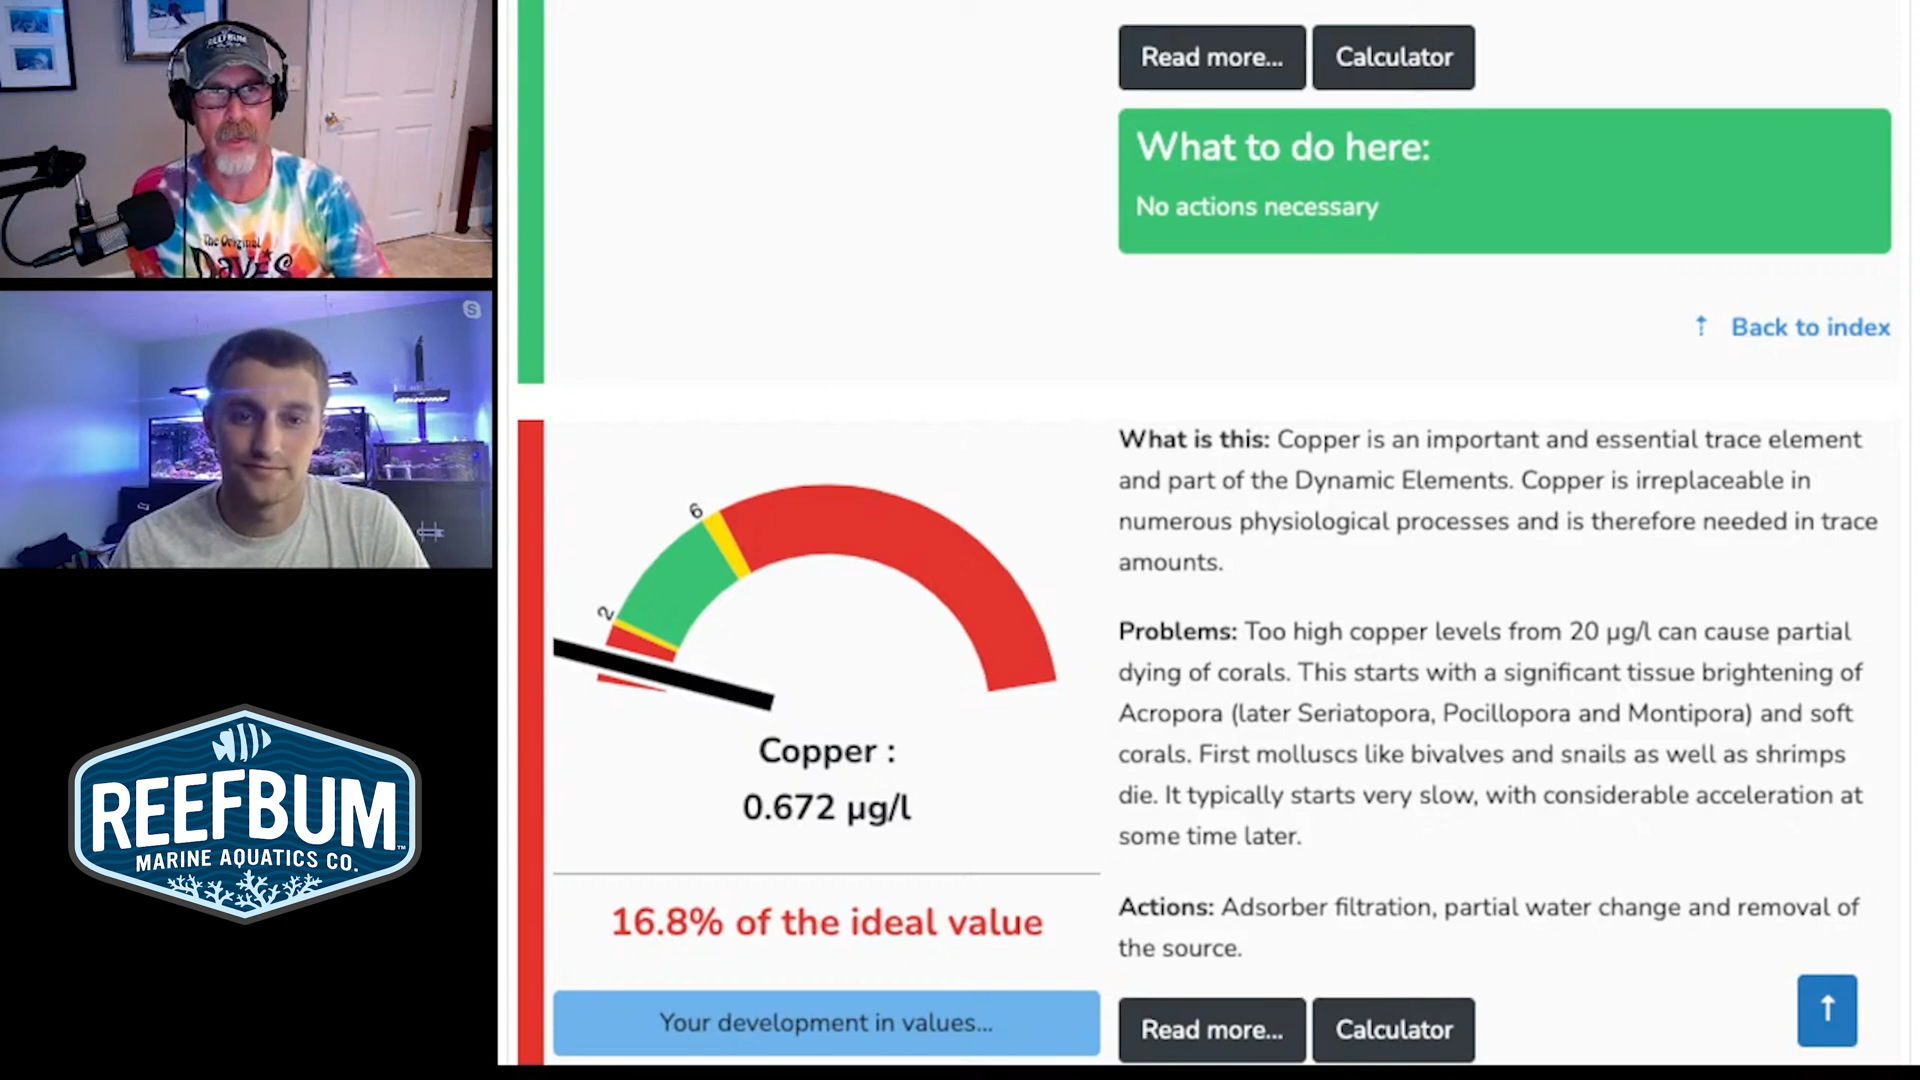 REEFBUM
The Original
DAVE'S
S
REEFBUM™
MARINE AQUATICS CO.
Read more...
Calculator
What to do here:
No actions necessary
↑ Back to index
2
6
Copper :
0.672 µg/l
16.8% of the ideal value
Your development in values...
What is this: Copper is an important and essential trace element
and part of the Dynamic Elements. Copper is irreplaceable in
numerous physiological processes and is therefore needed in trace
amounts.
Problems: Too high copper levels from 20 µg/l can cause partial
dying of corals. This starts with a significant tissue brightening of
Acropora (later Seriatopora, Pocillopora and Montipora) and soft
corals. First molluscs like bivalves and snails as well as shrimps
die. It typically starts very slow, with considerable acceleration at
some time later.
Actions: Adsorber filtration, partial water change and removal of
the source.
Read more...
Calculator
↑